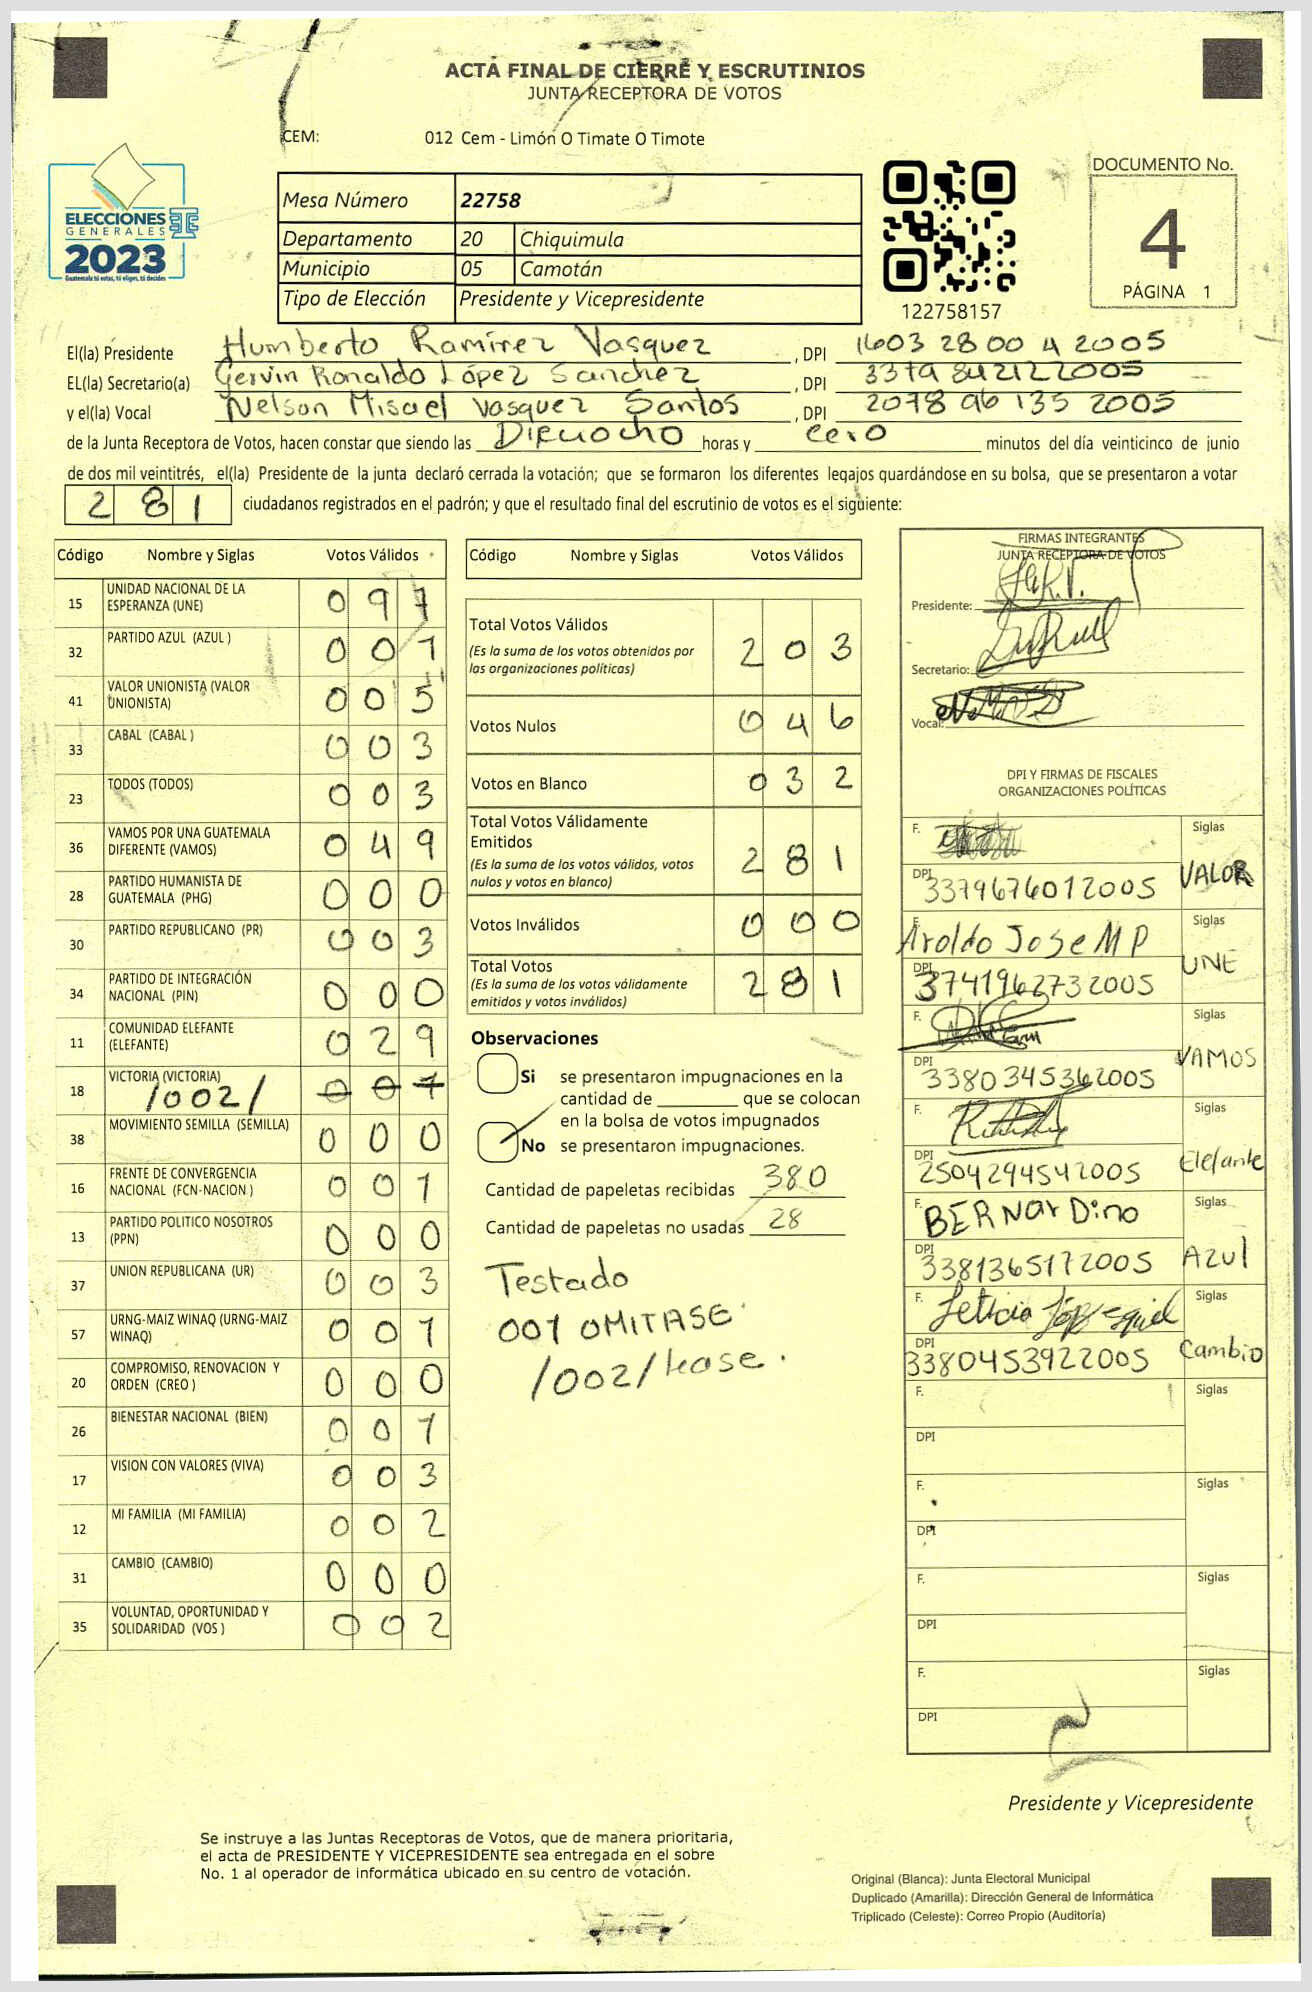 ACTA FINAL DE CIERRE Y ESCRUTINIOS
JUNTA RECEPTORA DE VOTOS
CEM: 012 Cem - Limón O Timate O Timote
ELECCIONES
GENERALES
2023
Guatemala tú votas, tú eliges, tú decides
Mesa Número 22758
Departamento 20 Chiquimula
Municipio 05 Camotán
Tipo de Elección Presidente y Vicepresidente
122758157
DOCUMENTO No.
4
PÁGINA 1
El(la) Presidente Humberto Ramírez Vasquez, DPI 1603 2800 4 2005
EL(la) Secretario(a) Gervin Ronaldo López Sanchez, DPI 3379 84212 2005
y el(la) Vocal Nelson Misael Vasquez Santos, DPI 2078 96 135 2005
de la Junta Receptora de Votos, hacen constar que siendo las Dieciocho horas y cero minutos del día veinticinco de junio
de dos mil veintitrés, el(la) Presidente de la junta declaró cerrada la votación; que se formaron los diferentes legajos quardándose en su bolsa, que se presentaron a votar
281 ciudadanos registrados en el padrón; y que el resultado final del escrutinio de votos es el siguiente:
Código Nombre y Siglas Votos Válidos
15 UNIDAD NACIONAL DE LA ESPERANZA (UNE) 0 9 7
32 PARTIDO AZUL (AZUL ) 0 0 1
41 VALOR UNIONISTA (VALOR UNIONISTA) 0 0 5
33 CABAL (CABAL ) 0 0 3
23 TODOS (TODOS) 0 0 3
36 VAMOS POR UNA GUATEMALA DIFERENTE (VAMOS) 0 4 9
28 PARTIDO HUMANISTA DE GUATEMALA (PHG) 0 0 0
30 PARTIDO REPUBLICANO (PR) 0 0 3
34 PARTIDO DE INTEGRACIÓN NACIONAL (PIN) 0 0 0
11 COMUNIDAD ELEFANTE (ELEFANTE) 0 2 9
18 VICTORIA (VICTORIA) /002/ 0 0 1
38 MOVIMIENTO SEMILLA (SEMILLA) 0 0 0
16 FRENTE DE CONVERGENCIA NACIONAL (FCN-NACION ) 0 0 1
13 PARTIDO POLITICO NOSOTROS (PPN) 0 0 0
37 UNION REPUBLICANA (UR) 0 0 3
57 URNG-MAIZ WINAQ (URNG-MAIZ WINAQ) 0 0 1
20 COMPROMISO, RENOVACION Y ORDEN (CREO ) 0 0 0
26 BIENESTAR NACIONAL (BIEN) 0 0 1
17 VISION CON VALORES (VIVA) 0 0 3
12 MI FAMILIA (MI FAMILIA) 0 0 2
31 CAMBIO (CAMBIO) 0 0 0
35 VOLUNTAD, OPORTUNIDAD Y SOLIDARIDAD (VOS ) 0 0 2
Código Nombre y Siglas Votos Válidos
Total Votos Válidos 2 0 3
(Es la suma de los votos obtenidos por
las organizaciones políticas)
Votos Nulos 0 4 6
Votos en Blanco 0 3 2
Total Votos Válidamente
Emitidos 2 8 1
(Es la suma de los votos válidos, votos
nulos y votos en blanco)
Votos Inválidos 0 0 0
Total Votos 2 8 1
(Es la suma de los votos válidamente
emitidos y votos inválidos)
Observaciones
Si se presentaron impugnaciones en la
cantidad de ________ que se colocan
en la bolsa de votos impugnados
No se presentaron impugnaciones.
Cantidad de papeletas recibidas 380
Cantidad de papeletas no usadas 28
Testado
001 OMITASE.
/002/ lease.
FIRMAS INTEGRANTES
JUNTA RECEPTORA DE VOTOS
Presidente:
Secretario:
Vocal:
DPI Y FIRMAS DE FISCALES
ORGANIZACIONES POLÍTICAS
F. Siglas
DPI 3379676012005 VALOR
F. Aroldo Jose M P Siglas
DPI 3741962732005 UNE
F. Siglas
DPI 3380345362005 VAMOS
F. Siglas
DPI 2504294542005 Elefante
F. BERNArDino Siglas
DPI 3381365172005 AZUl
F. Leticia Siglas
DPI 3380453922005 Cambio
F. Siglas
DPI
F. Siglas
DPI
F. Siglas
DPI
F. Siglas
DPI
Presidente y Vicepresidente
Se instruye a las Juntas Receptoras de Votos, que de manera prioritaria,
el acta de PRESIDENTE Y VICEPRESIDENTE sea entregada en el sobre
No. 1 al operador de informática ubicado en su centro de votación.
Original (Blanca): Junta Electoral Municipal
Duplicado (Amarilla): Dirección General de Informática
Triplicado (Celeste): Correo Propio (Auditoría)